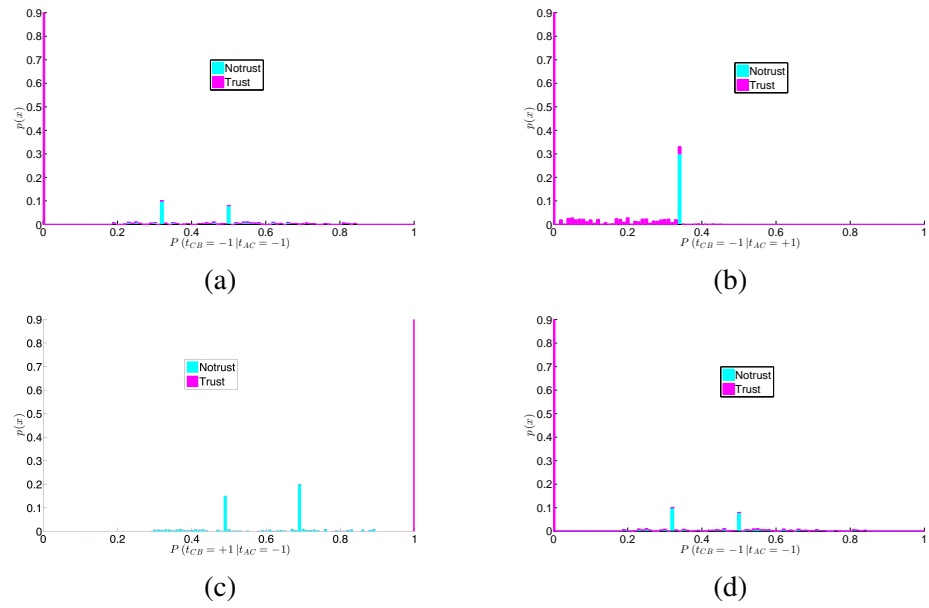 0.9
0.8
0.7
0.6
0.5
0.4
0.3
0.2
0.1
0
p(x)
Notrust
Trust
0 0.2 0.4 0.6 0.8 1
P (t_CB = −1 |t_AC = −1)
(a)
0.9
0.8
0.7
0.6
0.5
0.4
0.3
0.2
0.1
0
p(x)
Notrust
Trust
0 0.2 0.4 0.6 0.8 1
P (t_CB = −1 |t_AC = +1)
(b)
0.9
0.8
0.7
0.6
0.5
0.4
0.3
0.2
0.1
0
p(x)
Notrust
Trust
0 0.2 0.4 0.6 0.8 1
P (t_CB = +1 |t_AC = −1)
(c)
0.9
0.8
0.7
0.6
0.5
0.4
0.3
0.2
0.1
0
p(x)
Notrust
Trust
0 0.2 0.4 0.6 0.8 1
P (t_CB = −1 |t_AC = −1)
(d)